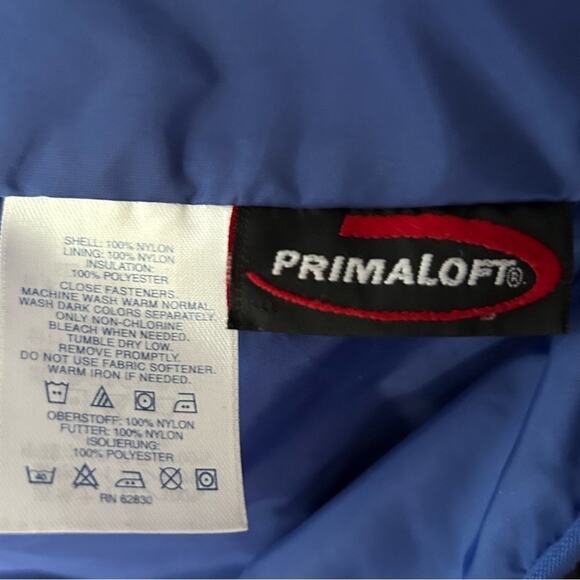 SHELL: 100% NYLON
LINING: 100% NYLON
INSULATION:
100% POLYESTER
CLOSE FASTENERS.
MACHINE WASH WARM NORMAL.
WASH DARK COLORS SEPARATELY.
ONLY NON-CHLORINE
BLEACH WHEN NEEDED.
TUMBLE DRY LOW.
REMOVE PROMPTLY.
DO NOT USE FABRIC SOFTENER.
WARM IRON IF NEEDED.
OBERSTOFF: 100% NYLON
FUTTER: 100% NYLON
ISOLIERUNG:
100% POLYESTER
40
RN 62830
PRIMALOFT®